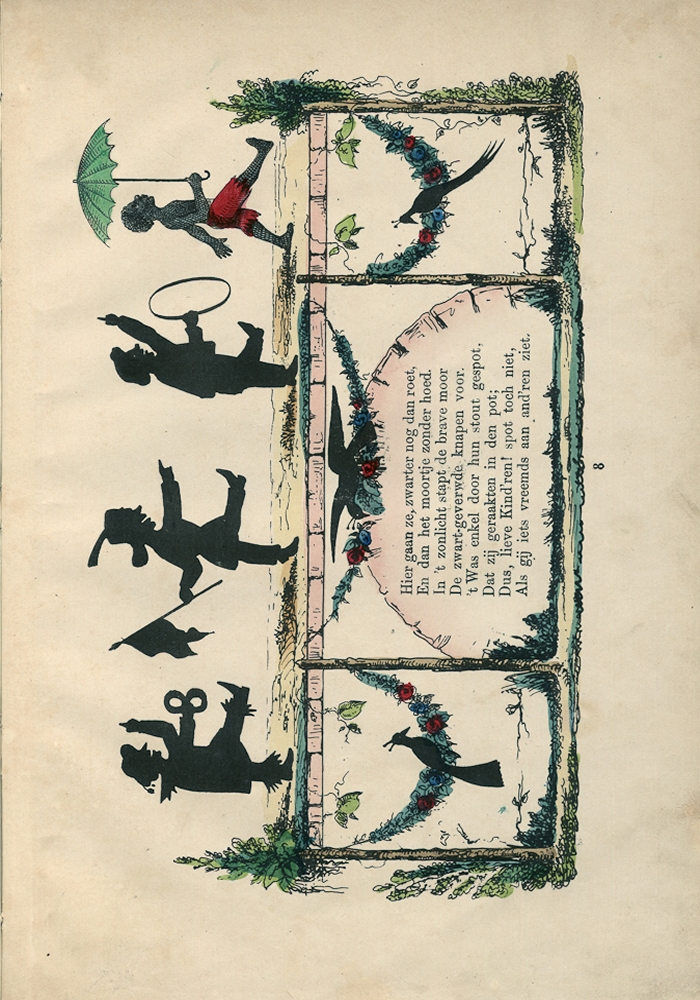 Hier gaan ze, zwarter nog dan roet,
En dan het moortje zonder hoed.
In 't zonlicht stapt de brave moor
De zwart-geverwde knapen voor.
't Was enkel door hun stout gespot,
Dat zij geraakten in den pot;
Dus, lieve Kind'ren! spot toch niet,
Als gij iets vreemds aan and'ren ziet.
8